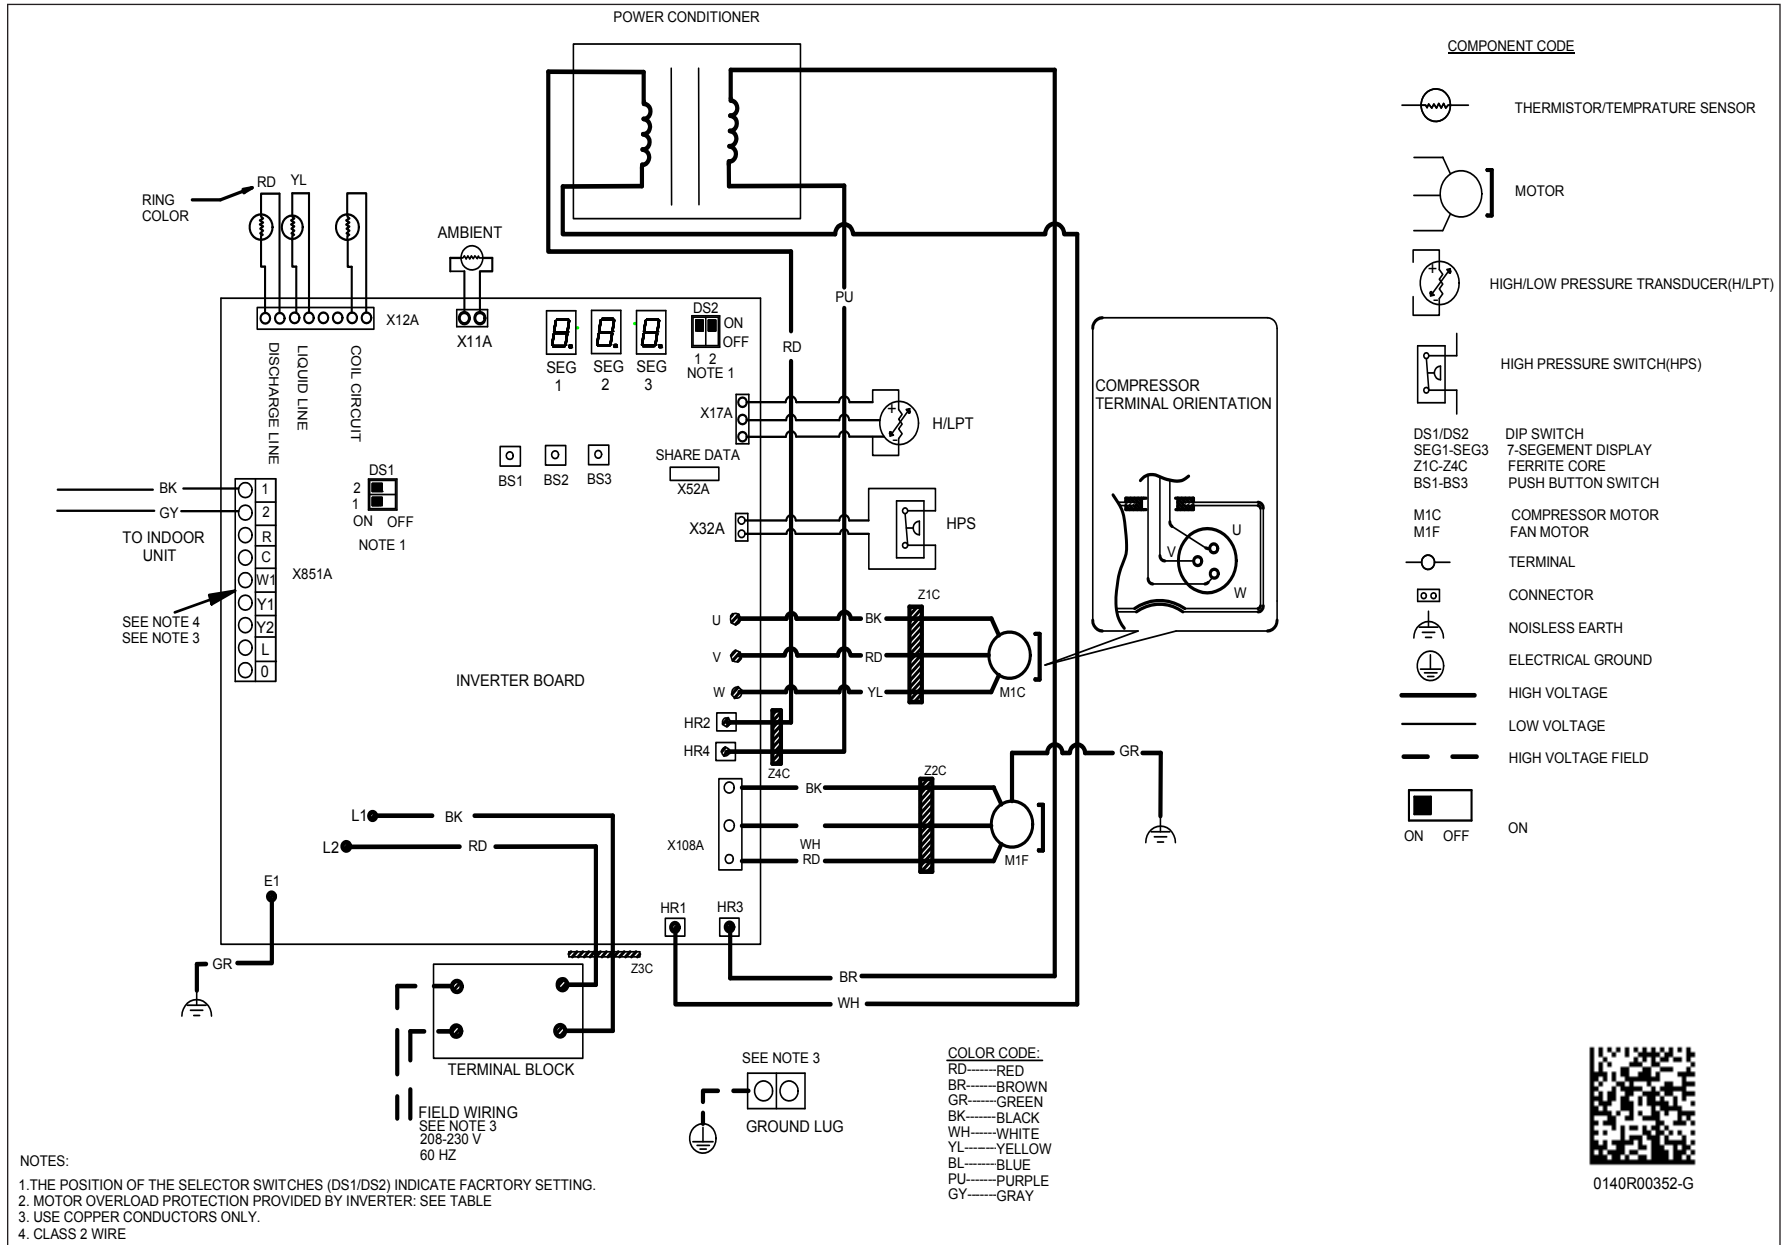 POWER CONDITIONER
COMPONENT CODE
THERMISTOR/TEMPRATURE SENSOR
MOTOR
HIGH/LOW PRESSURE TRANSDUCER(H/LPT)
HIGH PRESSURE SWITCH(HPS)
DS1/DS2 DIP SWITCH
SEG1-SEG3 7-SEGEMENT DISPLAY
Z1C-Z4C FERRITE CORE
BS1-BS3 PUSH BUTTON SWITCH
M1C COMPRESSOR MOTOR
M1F FAN MOTOR
TERMINAL
CONNECTOR
NOISLESS EARTH
ELECTRICAL GROUND
HIGH VOLTAGE
LOW VOLTAGE
HIGH VOLTAGE FIELD
ON OFF
ON
RING
COLOR
RD YL
AMBIENT
X12A
X11A
DISCHARGE LINE
LIQUID LINE
COIL CIRCUIT
8. 8. 8.
SEG SEG SEG
1 2 3
DS2
ON
OFF
1 2
NOTE 1
RD
PU
X17A
+
-
H/LPT
BS1 BS2 BS3
SHARE DATA
X52A
X32A
HPS
DS1
2
1
ON OFF
NOTE 1
BK
GY
TO INDOOR
UNIT
1
2
R
C
W1
Y1
Y2
L
0
X851A
SEE NOTE 4
SEE NOTE 3
INVERTER BOARD
COMPRESSOR
TERMINAL ORIENTATION
U
V
W
Z1C
U BK
V RD
W YL
M1C
HR2
HR4
Z4C
Z2C
GR
BK
WH
RD
X108A
M1F
L1 BK
L2 RD
E1
GR
HR1 HR3
Z3C
BR
WH
TERMINAL BLOCK
FIELD WIRING
SEE NOTE 3
208-230 V
60 HZ
SEE NOTE 3
GROUND LUG
COLOR CODE:
RD-------RED
BR-------BROWN
GR-------GREEN
BK-------BLACK
WH------WHITE
YL-------YELLOW
BL-------BLUE
PU-------PURPLE
GY-------GRAY
0140R00352-G
NOTES:
1.THE POSITION OF THE SELECTOR SWITCHES (DS1/DS2) INDICATE FACRTORY SETTING.
2. MOTOR OVERLOAD PROTECTION PROVIDED BY INVERTER: SEE TABLE
3. USE COPPER CONDUCTORS ONLY.
4. CLASS 2 WIRE